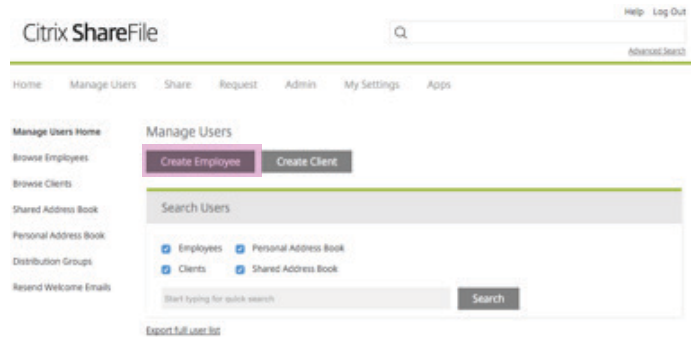 Help Log Out
Citrix ShareFile
Advanced Search
Home Manage Users Share Request Admin My Settings Apps
Manage Users Home
Browse Employees
Browse Clients
Shared Address Book
Personal Address Book
Distribution Groups
Resend Welcome Emails
Manage Users
Create Employee Create Client
Search Users
Employees Personal Address Book
Clients Shared Address Book
Start typing for quick search Search
Export full user list